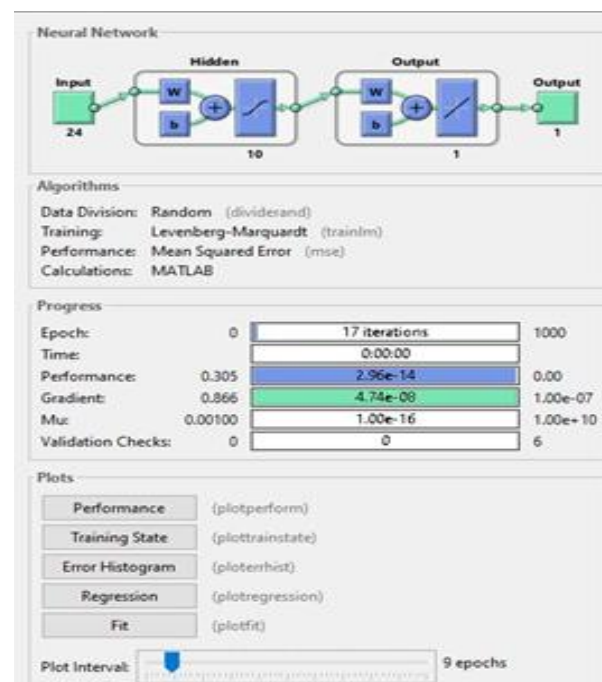 Neural Network
Hidden Output
Input Output
W W
b b
24 1
10 1
Algorithms
Data Division: Random (dividerand)
Training: Levenberg-Marquardt (trainlm)
Performance: Mean Squared Error (mse)
Calculations: MATLAB
Progress
Epoch: 0 17 iterations 1000
Time: 0:00:00
Performance: 0.305 2.96e-14 0.00
Gradient: 0.866 4.74e-08 1.00e-07
Mu: 0.00100 1.00e-16 1.00e+10
Validation Checks: 0 0 6
Plots
Performance (plotperform)
Training State (plottrainstate)
Error Histogram (ploterrhist)
Regression (plotregression)
Fit (plotfit)
Plot Interval: 9 epochs